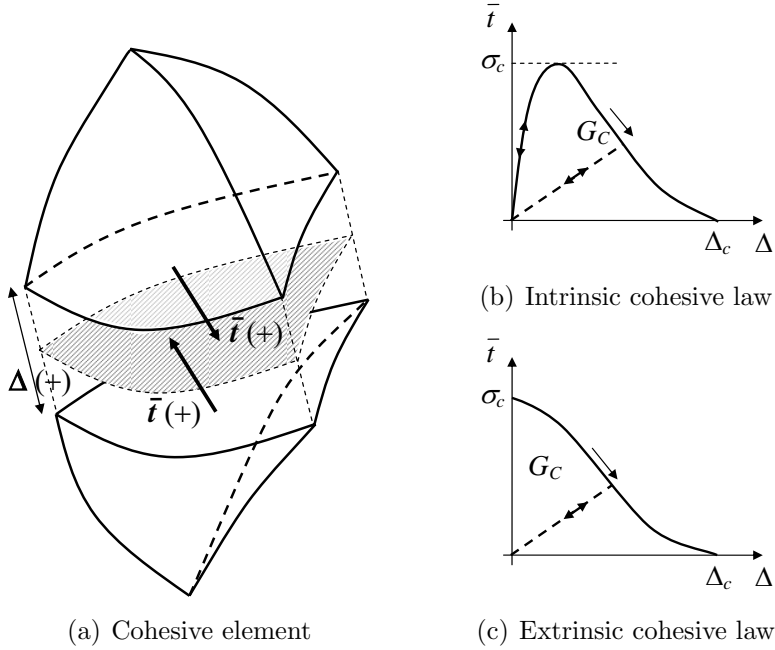 Δ (+)
t̄ (+)
t̄ (+)
(a) Cohesive element
t̄
σc
GC
Δc
Δ
(b) Intrinsic cohesive law
t̄
σc
GC
Δc
Δ
(c) Extrinsic cohesive law